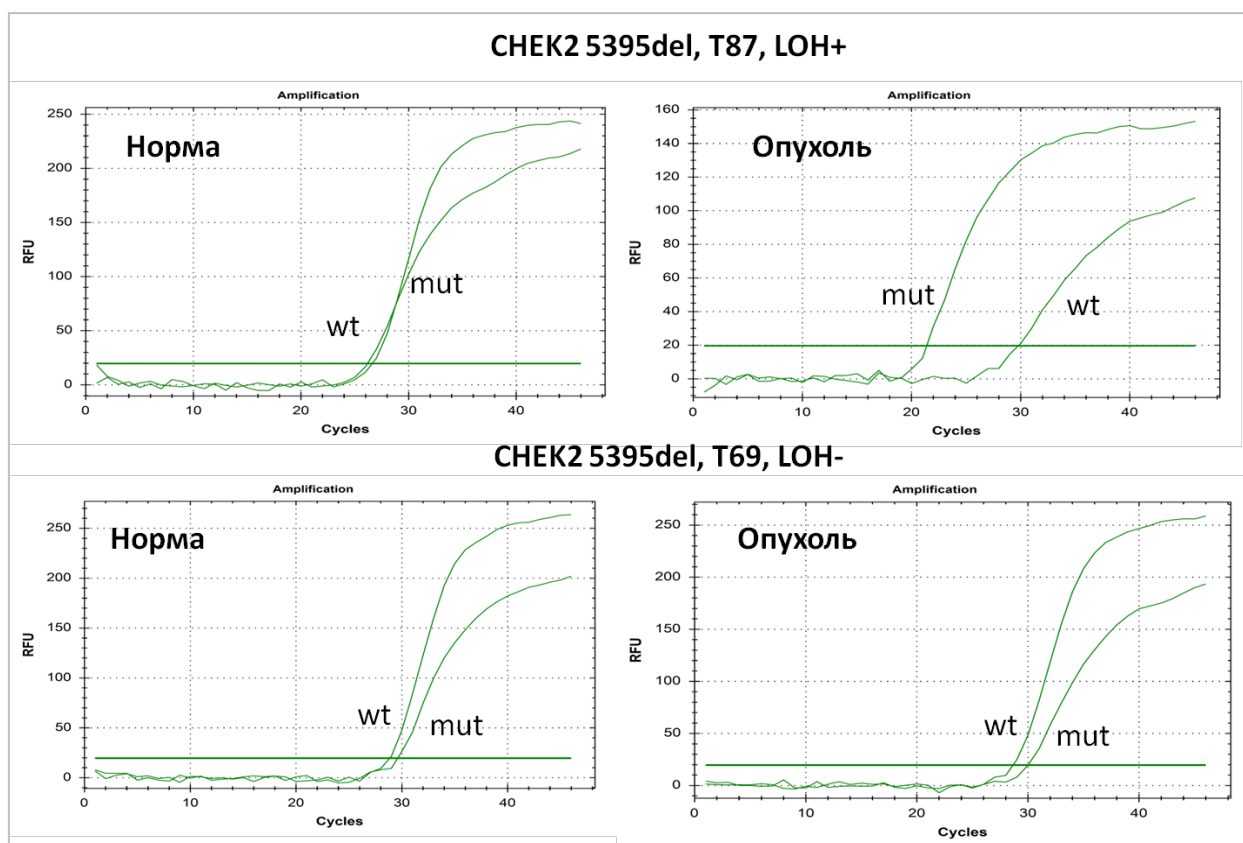 CHEK2 5395del, T87, LOH+
Amplification
Норма
RFU
250
200
150
100
50
0
wt
mut
0 10 20 30 40
Cycles
Amplification
Опухоль
RFU
160
140
120
100
80
60
40
20
0
mut
wt
0 10 20 30 40
Cycles
CHEK2 5395del, T69, LOH-
Amplification
Норма
RFU
250
200
150
100
50
0
wt
mut
0 10 20 30 40
Cycles
Amplification
Опухоль
RFU
250
200
150
100
50
0
wt
mut
0 10 20 30 40
Cycles